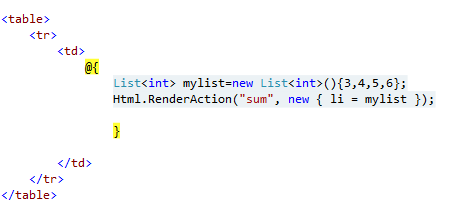 <table>
<tr>
<td>
@{
List<int> mylist=new List<int>(){3,4,5,6};
Html.RenderAction("sum", new { li = mylist });
}
</td>
</tr>
</table>